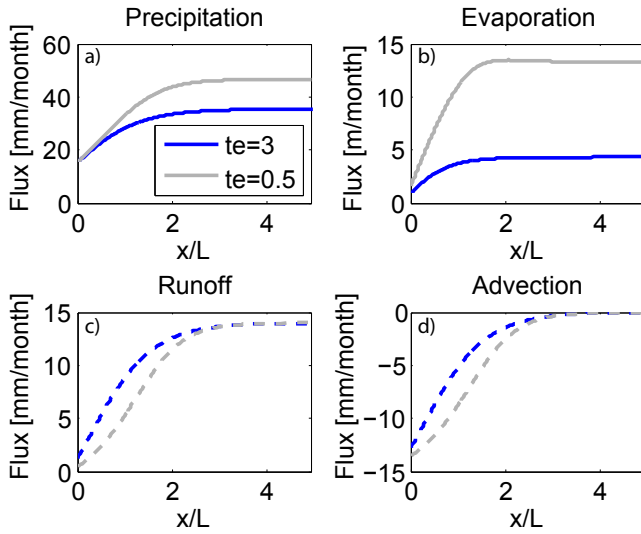 Precipitation
Evaporation
a)
b)
Flux [mm/month]
60
40
20
0
te=3
te=0.5
0
2
4
x/L
Flux [m/month]
15
10
5
0
0
2
4
x/L
Runoff
Advection
c)
d)
Flux [mm/month]
15
10
5
0
0
2
4
x/L
Flux [mm/month]
0
−5
−10
−15
0
2
4
x/L